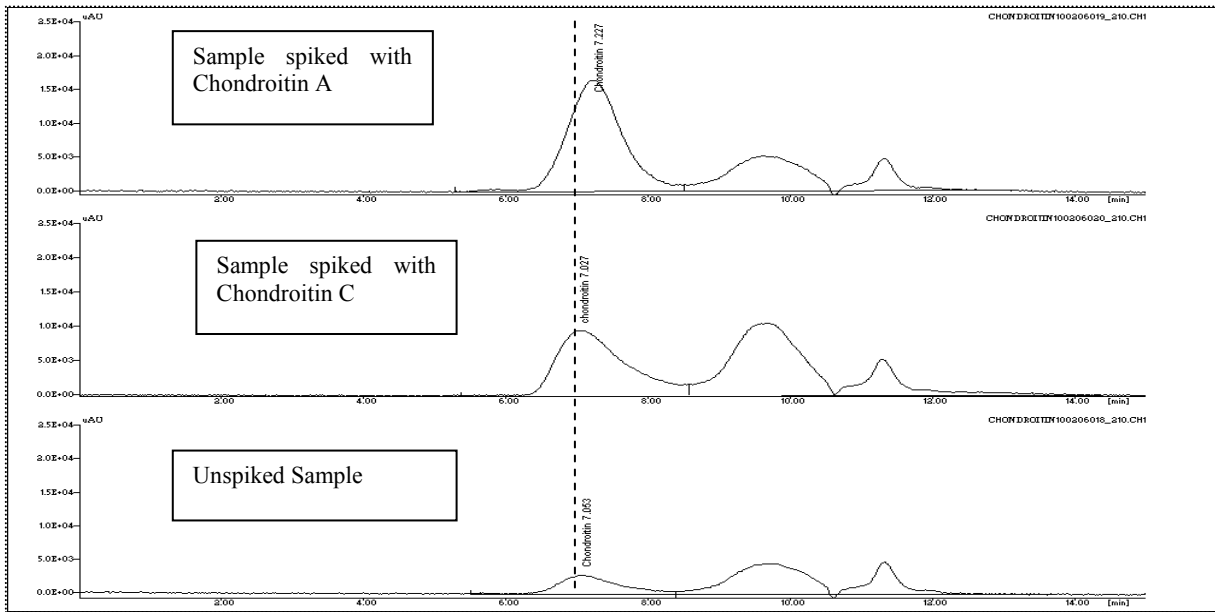 uAU
CHONDROITIN100206019_210.CH1
2.5E+04
2.0E+04
1.5E+04
1.0E+04
5.0E+03
0.0E+00
Sample spiked with
Chondroitin A
Chondroitin 7.227
2.00 4.00 6.00 8.00 10.00 12.00 14.00 [min]
uAU
CHONDROITIN100206020_210.CH1
2.5E+04
2.0E+04
1.5E+04
1.0E+04
5.0E+03
0.0E+00
Sample spiked with
Chondroitin C
chondroitin 7.027
2.00 4.00 6.00 8.00 10.00 12.00 14.00 [min]
uAU
CHONDROITIN100206018_210.CH1
2.5E+04
2.0E+04
1.5E+04
1.0E+04
5.0E+03
0.0E+00
Unspiked Sample
Chondroitin 7.053
2.00 4.00 6.00 8.00 10.00 12.00 14.00 [min]